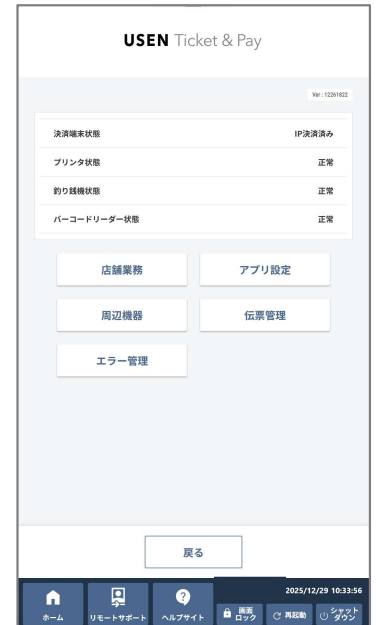 USEN Ticket & Pay
Ver : 12261822
決済端末状態 IP決済済み
プリンタ状態 正常
釣り銭機状態 正常
バーコードリーダー状態 正常
店舗業務 アプリ設定
周辺機器 伝票管理
エラー管理
戻る
2025/12/29 10:33:56
ホーム リモートサポート ヘルプサイト 画面ロック 再起動 シャットダウン